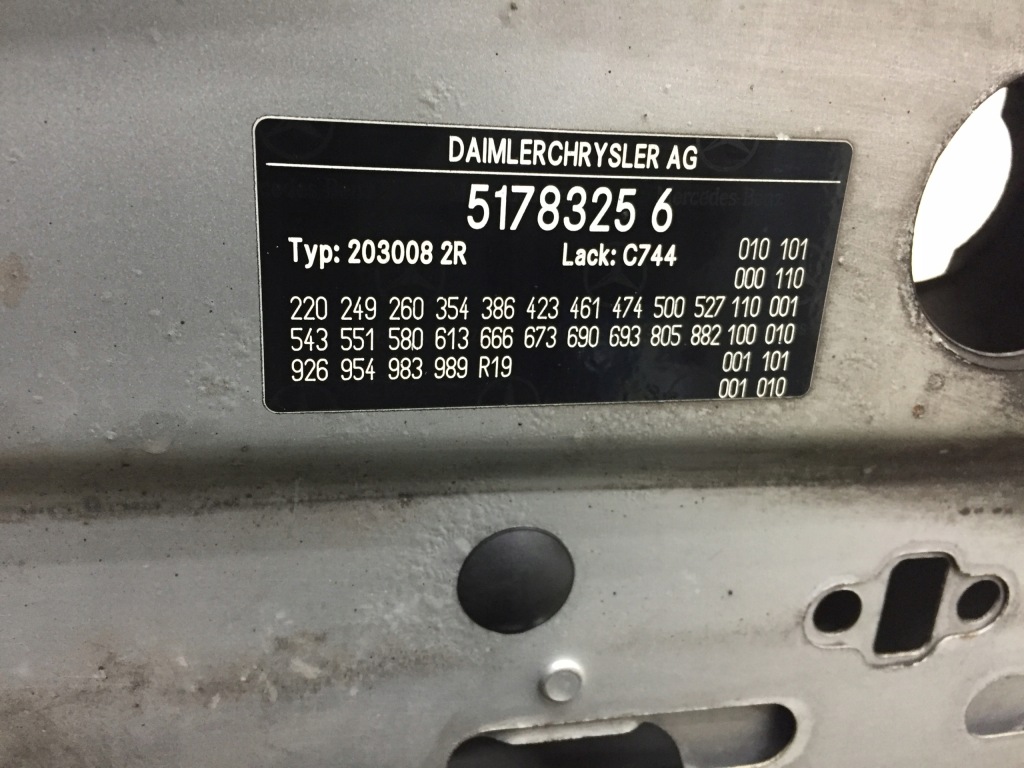 DAIMLERCHRYSLER AG
5178325 6
Typ: 203008 2R Lack: C744 010 101
000 110
220 249 260 354 386 423 461 474 500 527 110 001
543 551 580 613 666 673 690 693 805 882 100 010
926 954 983 989 R19 001 101
001 010